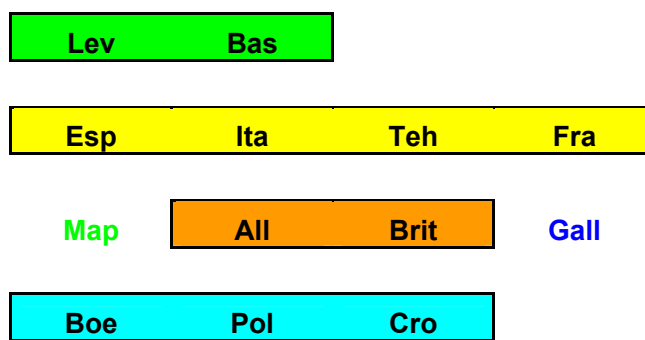 Lev Bas
Esp Ita Teh Fra
Map All Brit Gall
Boe Pol Cro